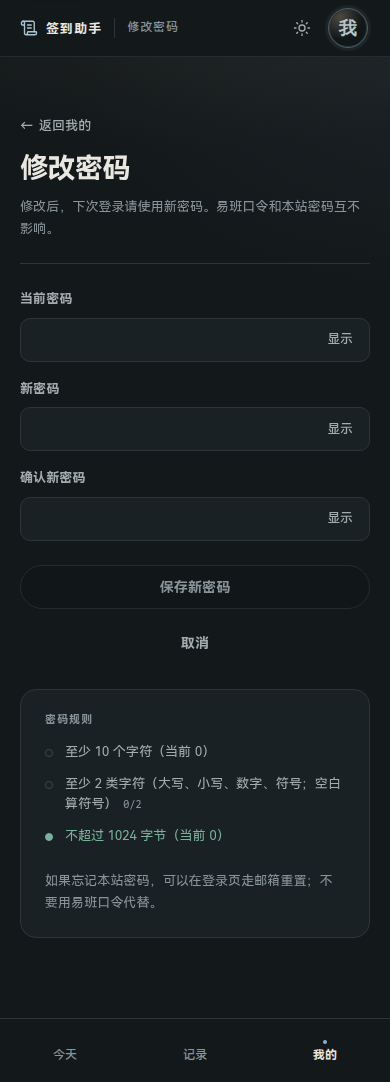 签到助手
修改密码
我
← 返回我的
修改密码
修改后，下次登录请使用新密码。易班口令和本站密码互不
影响。
当前密码
显示
新密码
显示
确认新密码
显示
保存新密码
取消
密码规则
至少 10 个字符（当前 0）
至少 2 类字符（大写、小写、数字、符号；空白
算符号） 0/2
不超过 1024 字节（当前 0）
如果忘记本站密码，可以在登录页走邮箱重置；不
要用易班口令代替。
今天
记录
我的